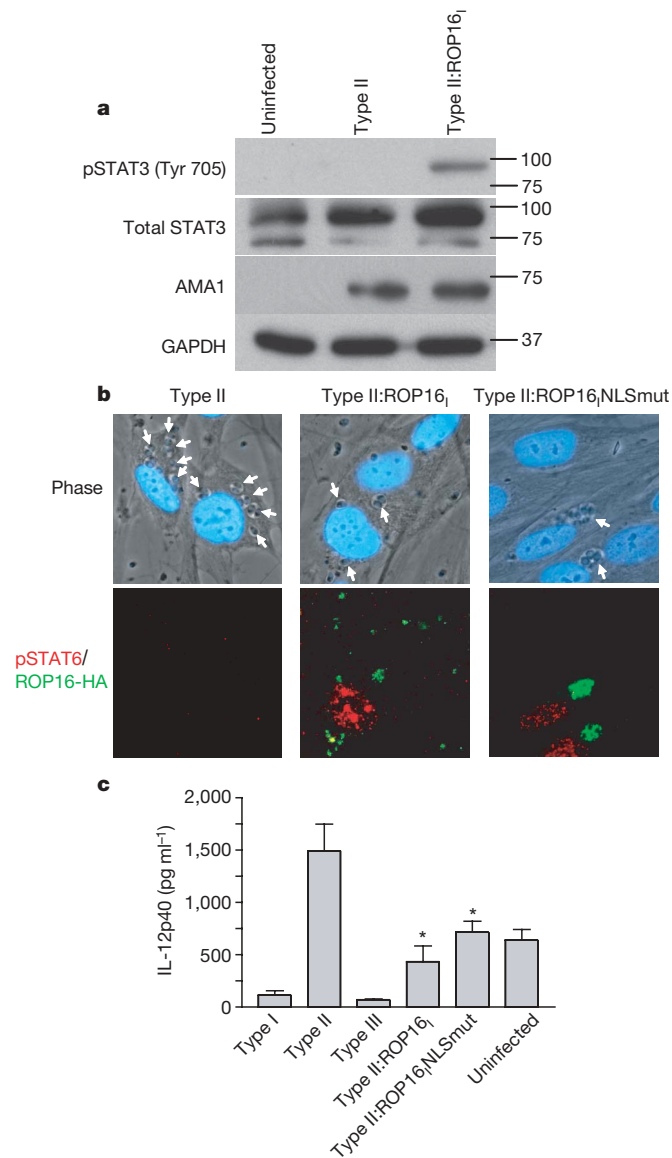 a
Uninfected
Type II
Type II:ROP16I
pSTAT3 (Tyr 705)
100
75
Total STAT3
100
75
AMA1
75
GAPDH
37
b
Type II
Type II:ROP16I
Type II:ROP16INLSmut
Phase
pSTAT6/
ROP16-HA
c
IL-12p40 (pg ml⁻¹)
2,000
1,500
1,000
500
0
*
*
Type I
Type II
Type III
Type II:ROP16I
Type II:ROP16INLSmut
Uninfected